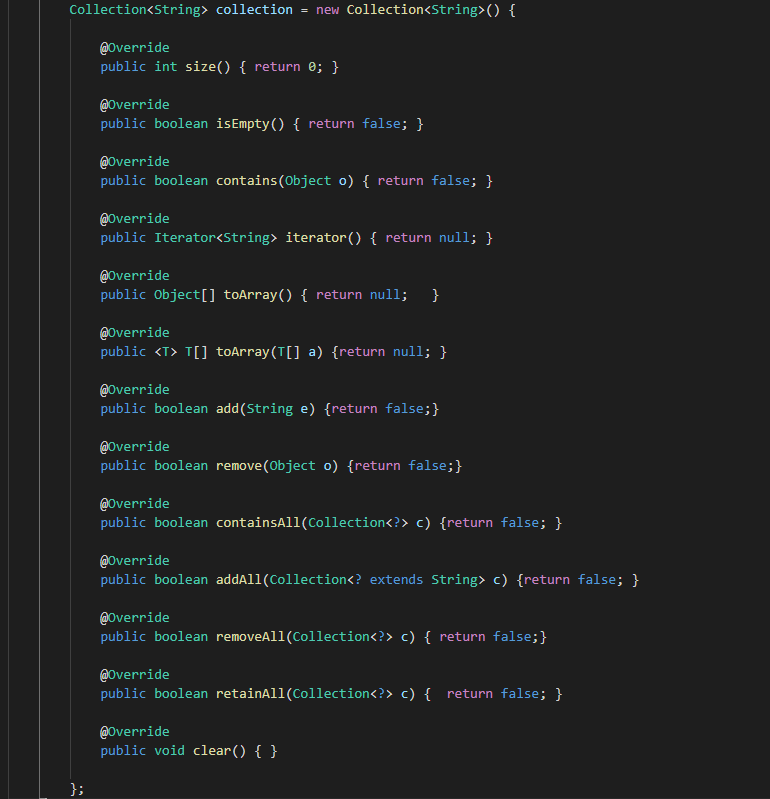 Collection<String> collection = new Collection<String>() {
@Override
public int size() { return 0; }
@Override
public boolean isEmpty() { return false; }
@Override
public boolean contains(Object o) { return false; }
@Override
public Iterator<String> iterator() { return null; }
@Override
public Object[] toArray() { return null;   }
@Override
public <T> T[] toArray(T[] a) {return null; }
@Override
public boolean add(String e) {return false;}
@Override
public boolean remove(Object o) {return false;}
@Override
public boolean containsAll(Collection<?> c) {return false; }
@Override
public boolean addAll(Collection<? extends String> c) {return false; }
@Override
public boolean removeAll(Collection<?> c) { return false;}
@Override
public boolean retainAll(Collection<?> c) {  return false; }
@Override
public void clear() { }
};